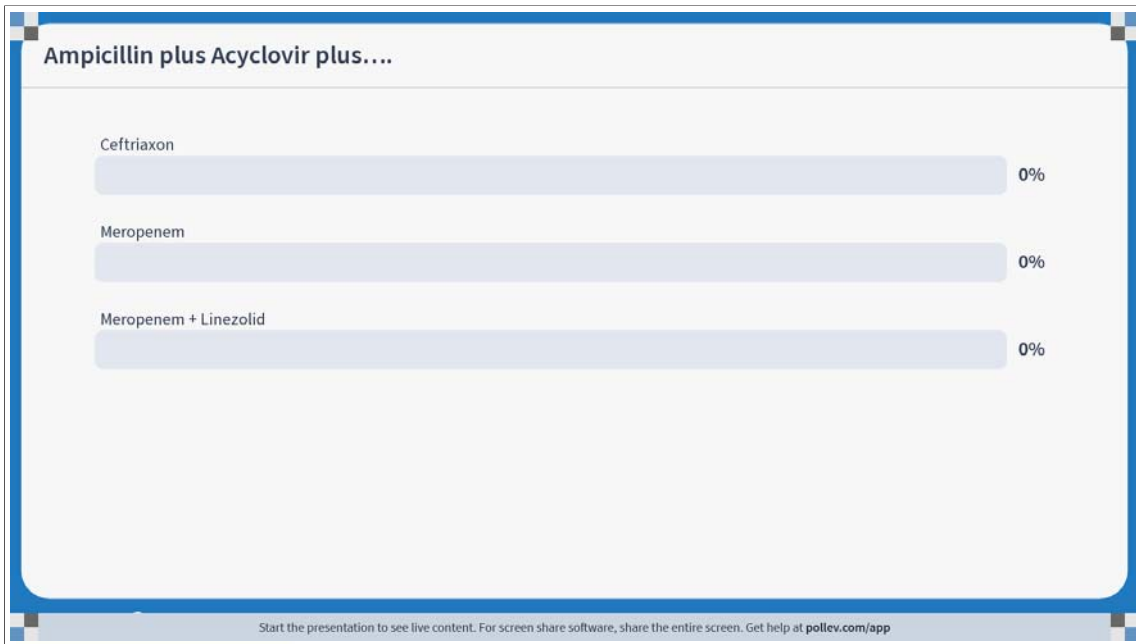 Ampicillin plus Acyclovir plus....
Ceftriaxon
0%
Meropenem
0%
Meropenem + Linezolid
0%
Start the presentation to see live content. For screen share software, share the entire screen. Get help at pollev.com/app